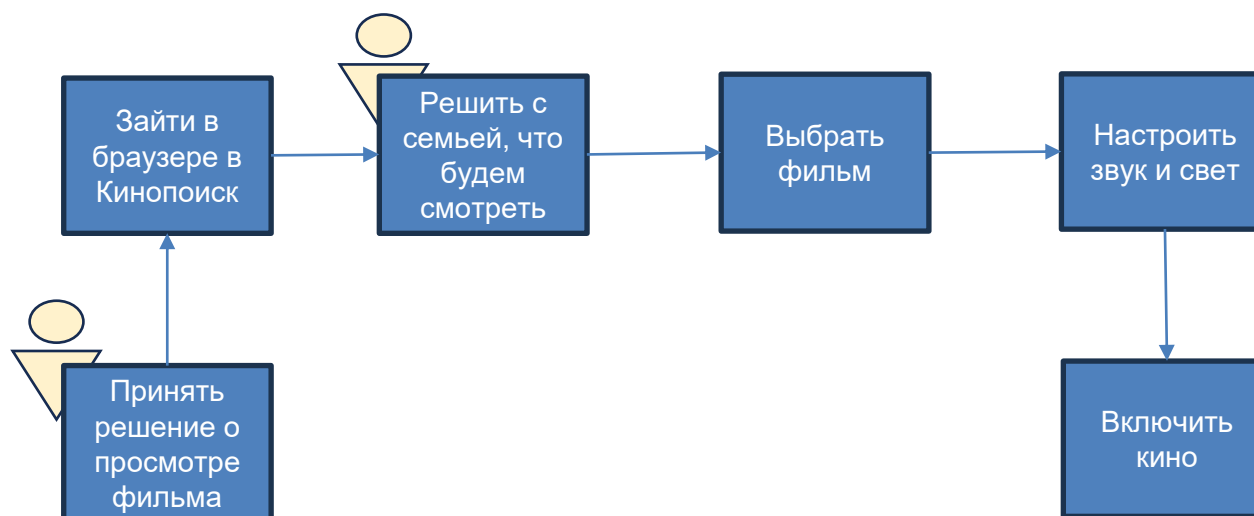 Зайти в
браузере в
Кинопоиск
Решить с
семьей, что
будем
смотреть
Выбрать
фильм
Настроить
звук и свет
Принять
решение о
просмотре
фильма
Включить
кино